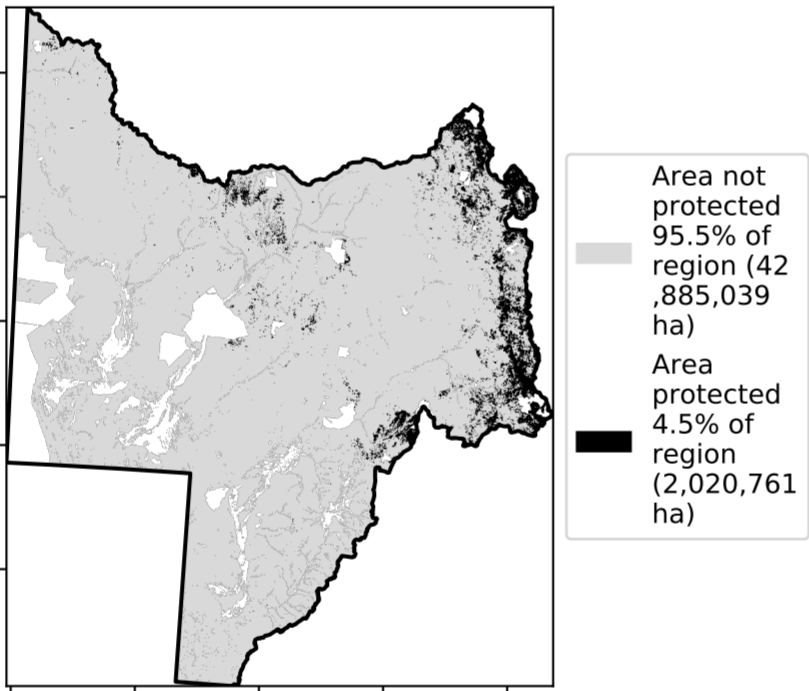 Area not
protected
95.5% of
region (42
,885,039
ha)
Area
protected
4.5% of
region
(2,020,761
ha)